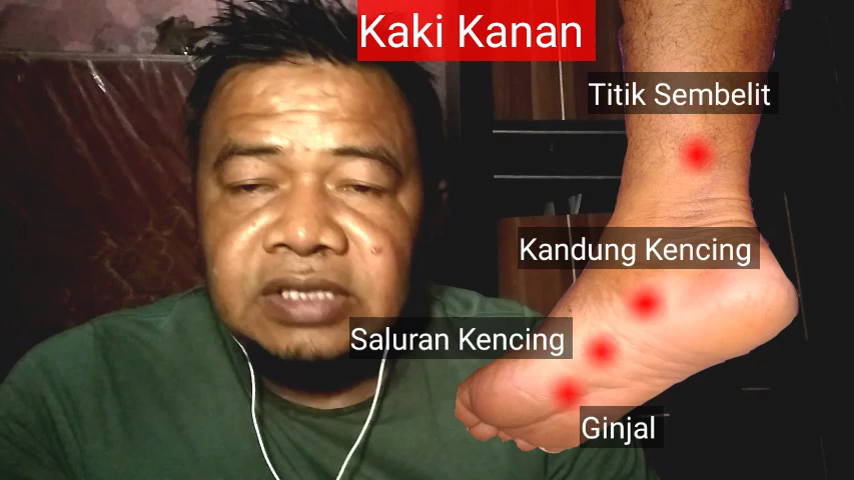 Kaki Kanan
Titik Sembelit
Kandung Kencing
Saluran Kencing
Ginjal